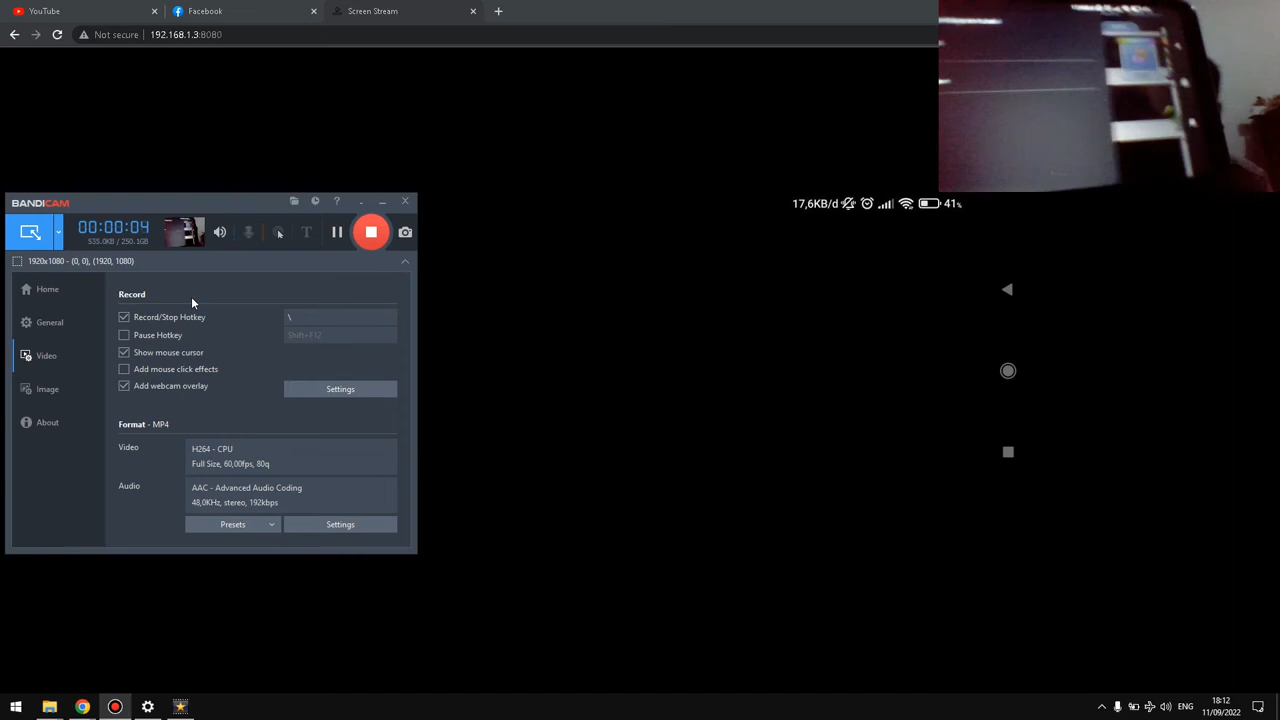 YouTube
Facebook
Screen Stream
Not secure
192.168.1.3:8080
BANDICAM
00:00:04
535.0KB / 250.1GB
1920x1080 - (0, 0), (1920, 1080)
Home
General
Video
Image
About
Record
Record/Stop Hotkey
\
Pause Hotkey
Shift+F12
Show mouse cursor
Add mouse click effects
Add webcam overlay
Settings
Format - MP4
Video
H264 - CPU
Full Size, 60,00fps, 80q
Audio
AAC - Advanced Audio Coding
48,0KHz, stereo, 192kbps
Presets
Settings
17,6KB/d
41%
ENG
18:12
11/09/2022